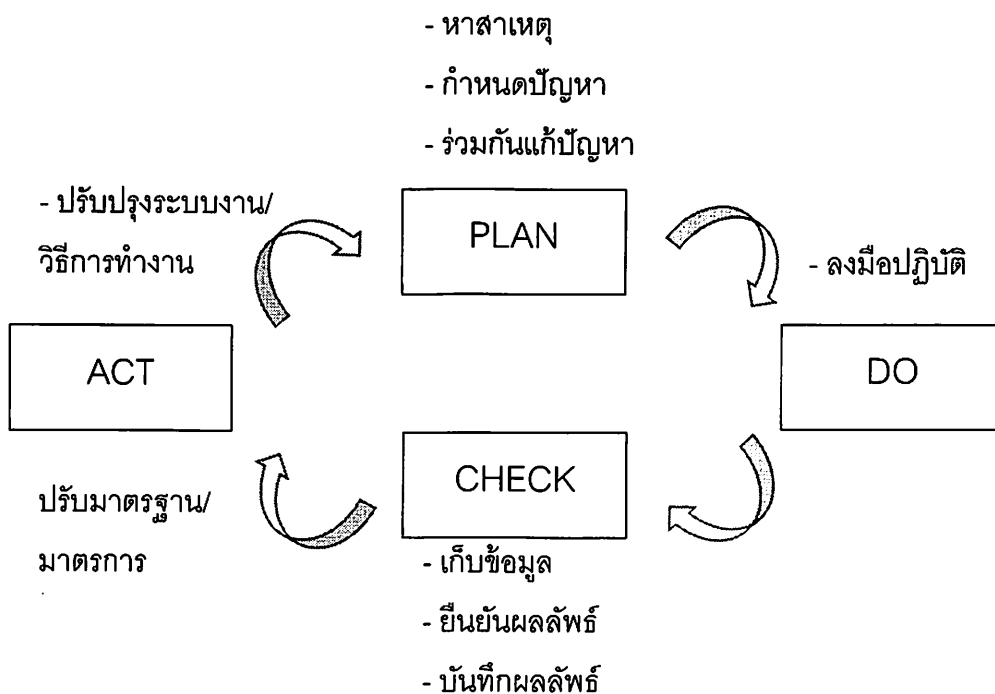 - หาสาเหตุ
- กำหนดปัญหา
- ร่วมกันแก้ปัญหา
PLAN
- ปรับปรุงระบบงาน/
วิธีการทำงาน
- ลงมือปฏิบัติ
ACT
DO
CHECK
ปรับมาตรฐาน/
มาตรการ
- เก็บข้อมูล
- ยืนยันผลลัพธ์
- บันทึกผลลัพธ์